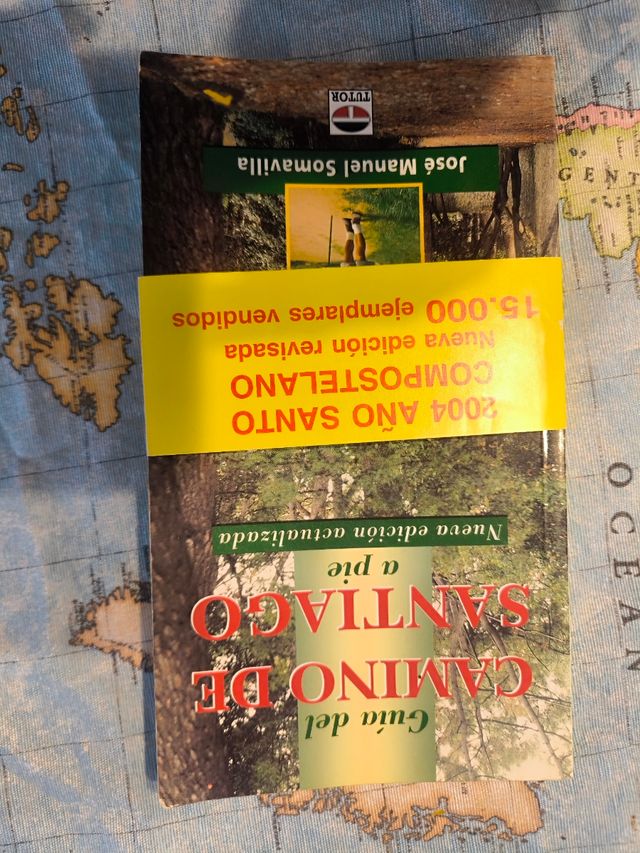 Guía del
CAMINO DE
SANTIAGO
a pie
Nueva edición actualizada
2004 AÑO SANTO
COMPOSTELANO
Nueva edición revisada
15.000 ejemplares vendidos
José Manuel Somavilla
TUTOR
GENT
OCEAN